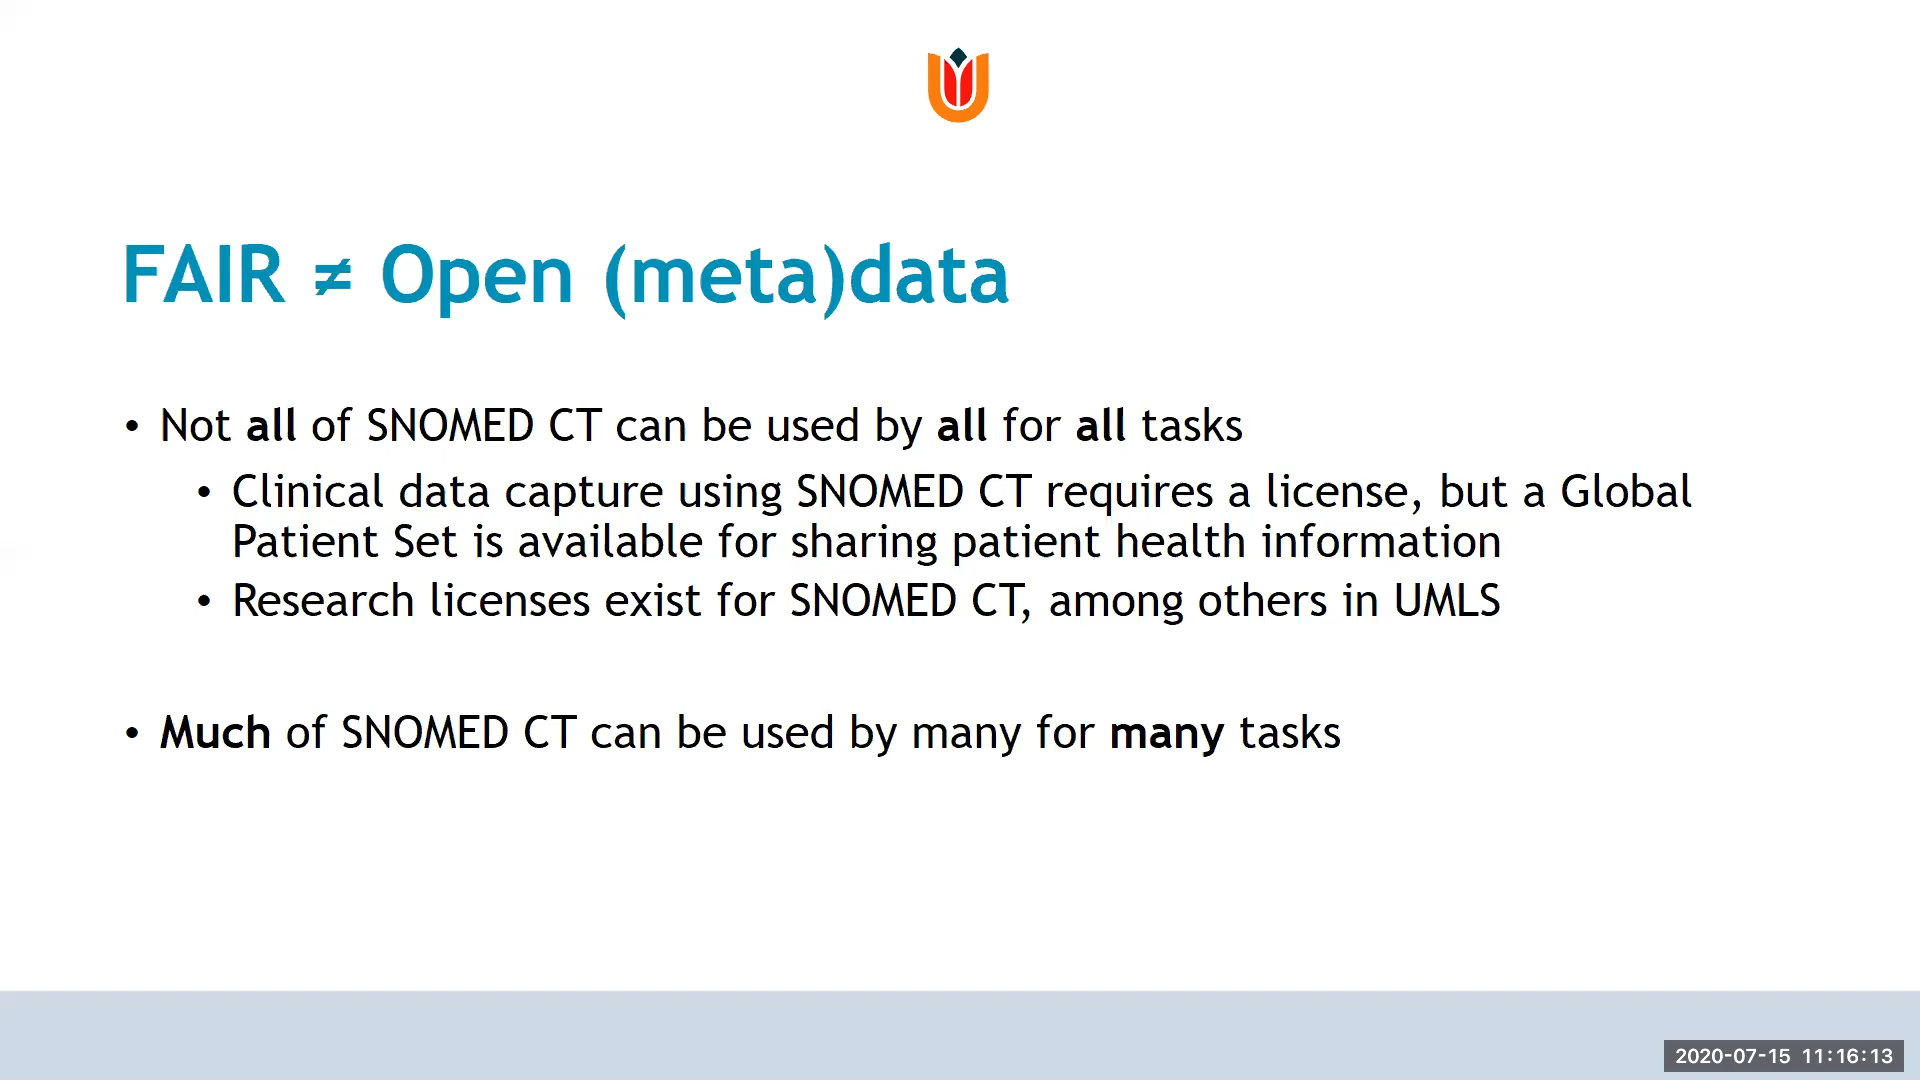 FAIR ≠ Open (meta)data
• Not all of SNOMED CT can be used by all for all tasks
• Clinical data capture using SNOMED CT requires a license, but a Global
Patient Set is available for sharing patient health information
• Research licenses exist for SNOMED CT, among others in UMLS
• Much of SNOMED CT can be used by many for many tasks
2020-07-15 11:16:13